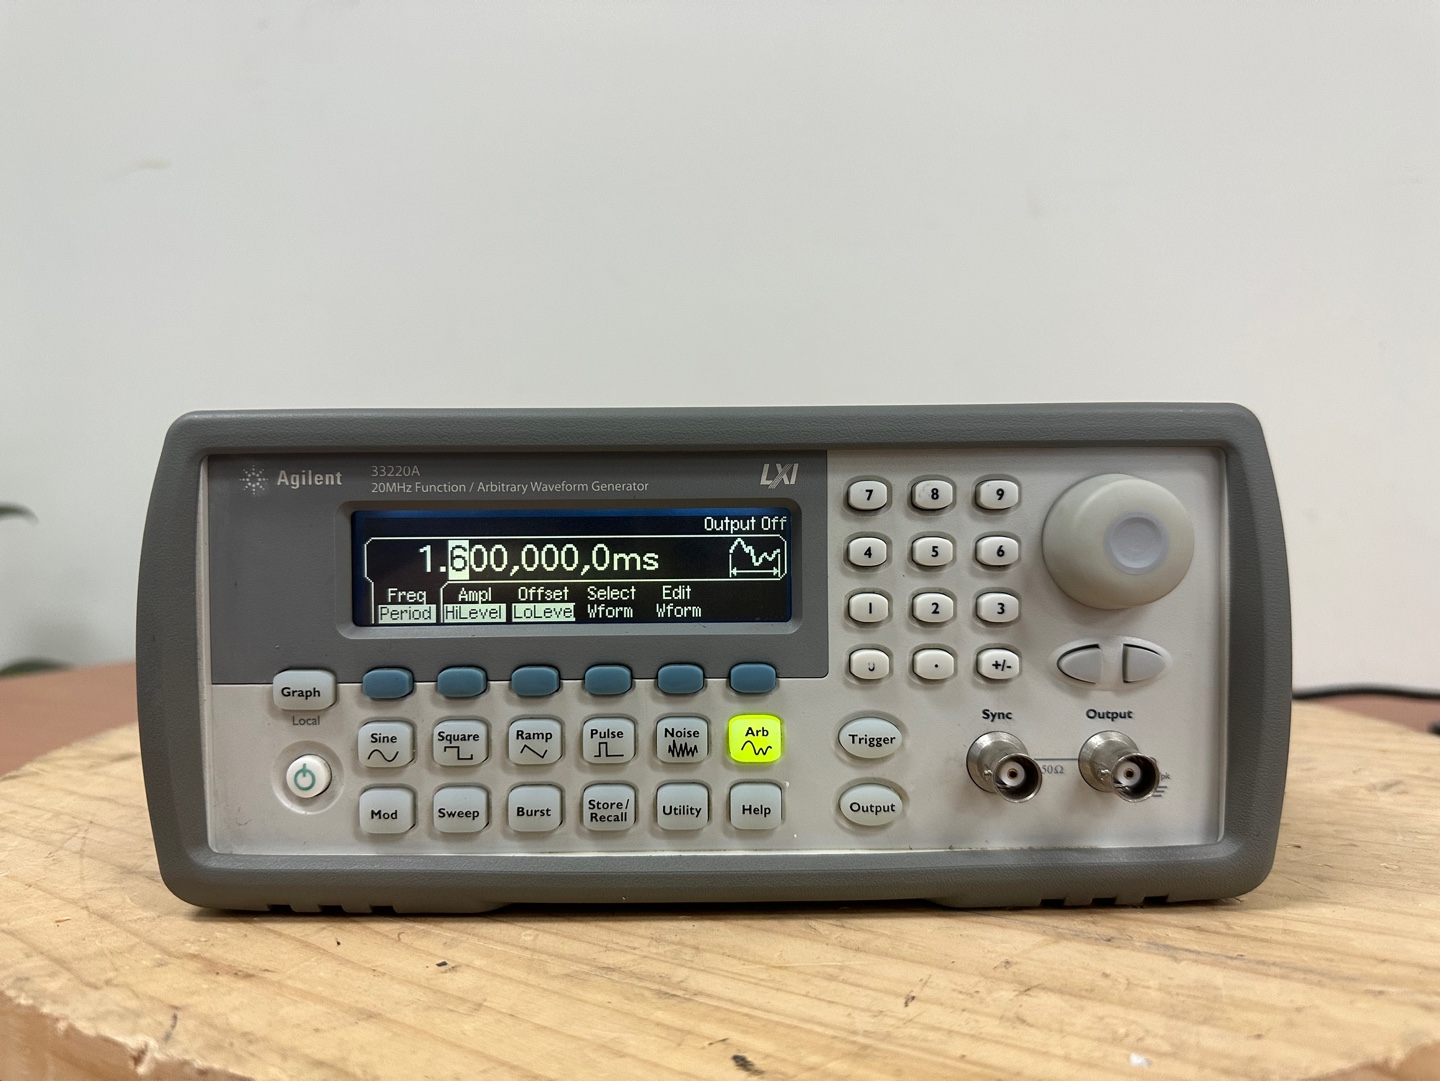 Agilent
33220A
20MHz Function / Arbitrary Waveform Generator
LXI
Output Off
1.600,000,0ms
Freq Ampl Offset Select Edit
Period HiLevel LoLevel Wform Wform
7 8 9
4 5 6
1 2 3
. +/-
Graph
Local
Sine Square Ramp Pulse Noise Arb
Mod Sweep Burst Store/
Recall Utility Help
Trigger
Output
Sync Output
50Ω